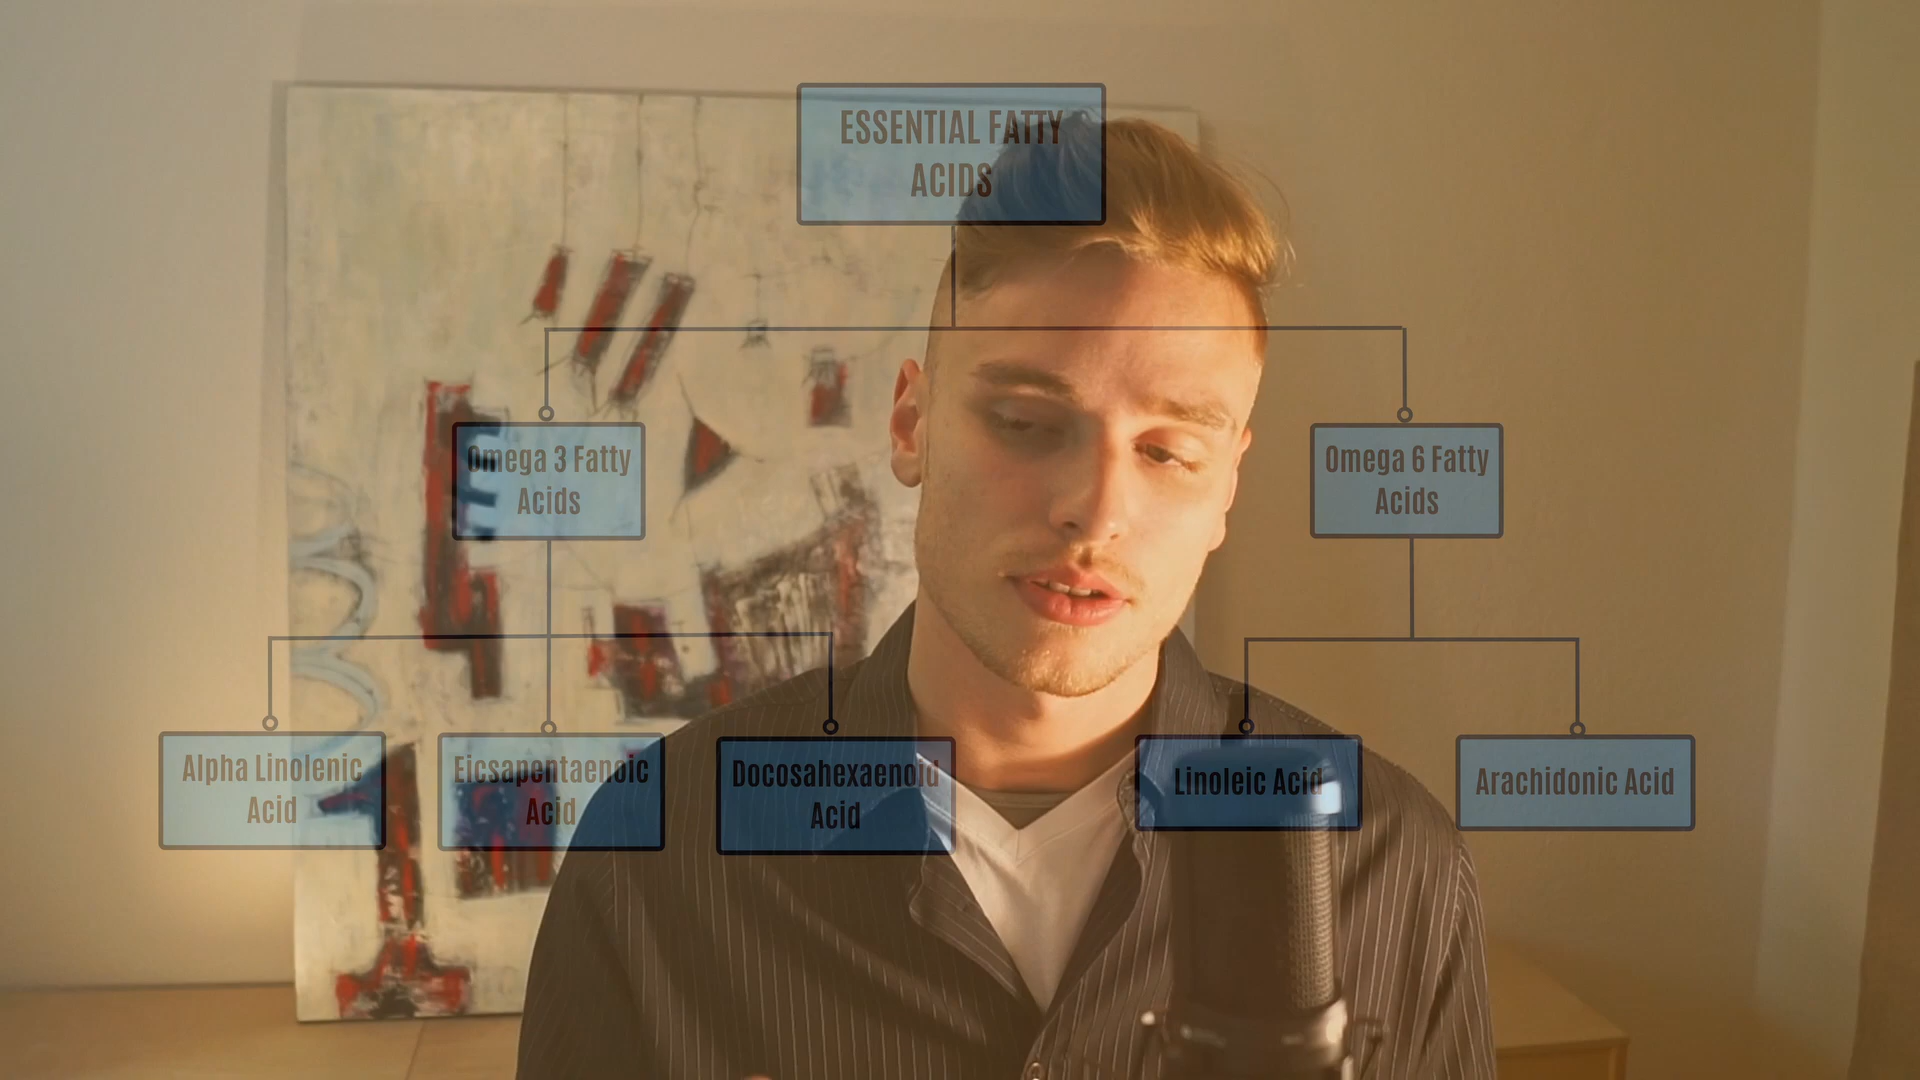 ESSENTIAL FATTY
ACIDS
Omega 3 Fatty
Acids
Omega 6 Fatty
Acids
Alpha Linolenic
Acid
Eicsapentaenoic
Acid
Docosahexaenoid
Acid
Linoleic Acid
Arachidonic Acid